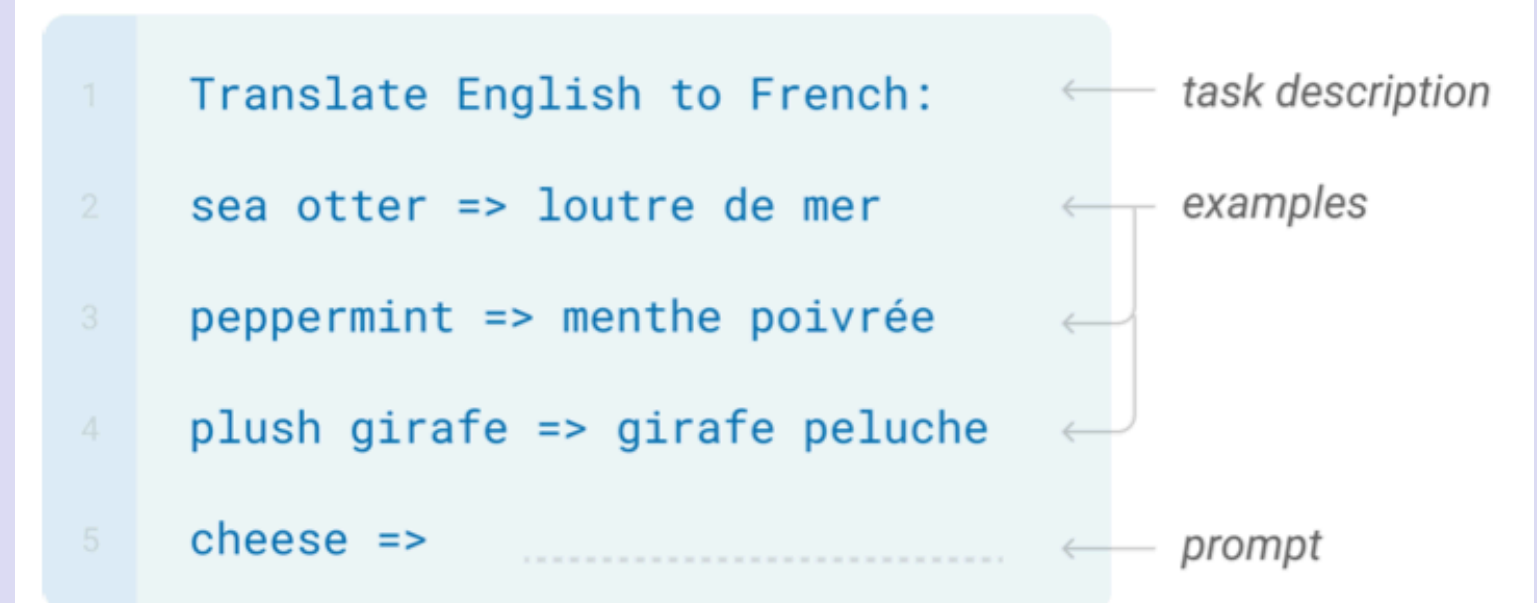 1 Translate English to French: task description
2 sea otter => loutre de mer examples
3 peppermint => menthe poivrée
4 plush girafe => girafe peluche
5 cheese => prompt